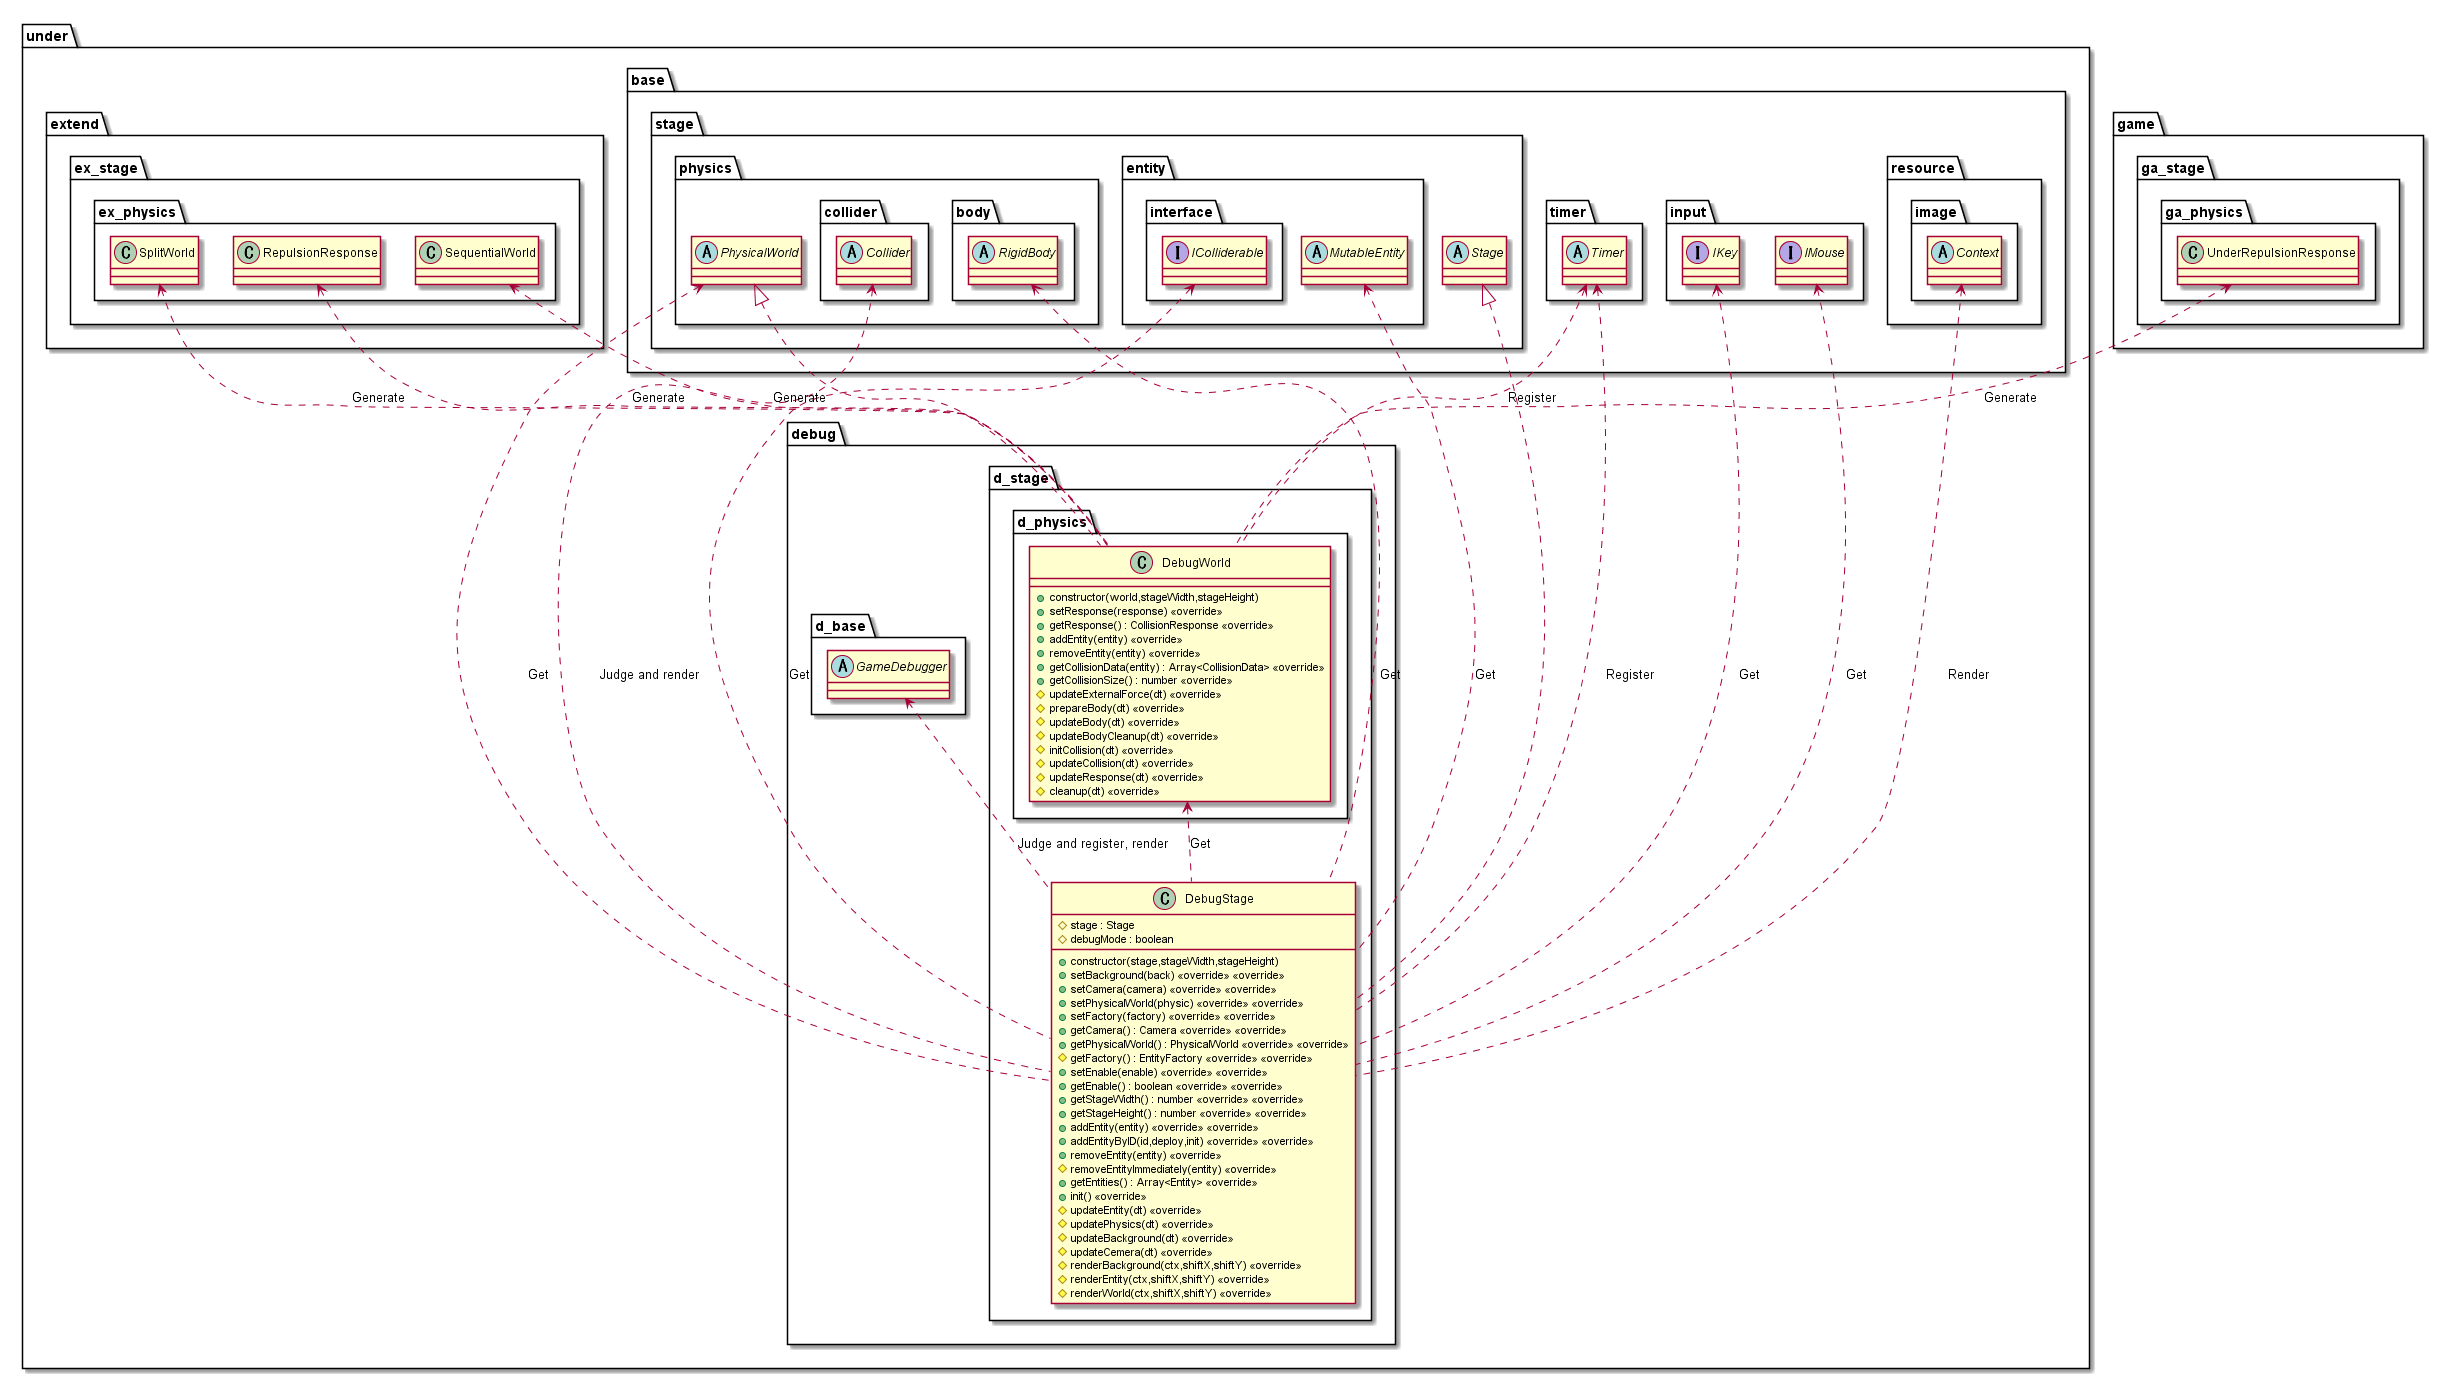 under
base
extend
stage
game
ex_stage
physics
entity
resource
ga_stage
ex_physics
collider
body
interface
timer
input
image
ga_physics
SplitWorld
RepulsionResponse
SequentialWorld
PhysicalWorld
Collider
RigidBody
IColliderable
MutableEntity
Stage
Timer
IKey
IMouse
Context
UnderRepulsionResponse
Generate
Generate
Generate
Register
Generate
debug
d_stage
d_physics
DebugWorld
constructor(world,stageWidth,stageHeight)
setResponse(response) «override»
getResponse() : CollisionResponse «override»
addEntity(entity) «override»
removeEntity(entity) «override»
getCollisionData(entity) : Array<CollisionData> «override»
getCollisionSize() : number «override»
updateExternalForce(dt) «override»
prepareBody(dt) «override»
updateBody(dt) «override»
updateBodyCleanup(dt) «override»
initCollision(dt) «override»
updateCollision(dt) «override»
updateResponse(dt) «override»
cleanup(dt) «override»
d_base
GameDebugger
Get
Judge and render
Get
Get
Get
Register
Get
Get
Render
Judge and register, render
Get
DebugStage
stage : Stage
debugMode : boolean
constructor(stage,stageWidth,stageHeight)
setBackground(back) «override» «override»
setCamera(camera) «override» «override»
setPhysicalWorld(physic) «override» «override»
setFactory(factory) «override» «override»
getCamera() : Camera «override» «override»
getPhysicalWorld() : PhysicalWorld «override» «override»
getFactory() : EntityFactory «override» «override»
setEnable(enable) «override» «override»
getEnable() : boolean «override» «override»
getStageWidth() : number «override» «override»
getStageHeight() : number «override» «override»
addEntity(entity) «override» «override»
addEntityByID(id,deploy,init) «override» «override»
removeEntity(entity) «override»
removeEntityImmediately(entity) «override»
getEntities() : Array<Entity> «override»
init() «override»
updateEntity(dt) «override»
updatePhysics(dt) «override»
updateBackground(dt) «override»
updateCemera(dt) «override»
renderBackground(ctx,shiftX,shiftY) «override»
renderEntity(ctx,shiftX,shiftY) «override»
renderWorld(ctx,shiftX,shiftY) «override»